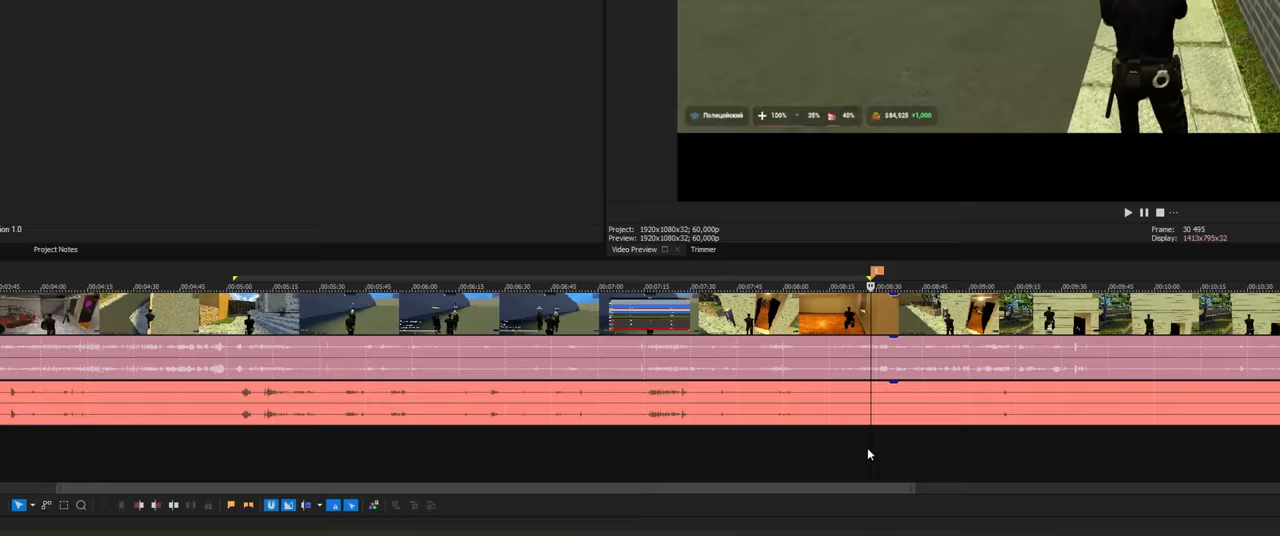 Полицейский 100% 35% 40% $84,925 +1,000
ion 1.0
Project: 1920x1080x32; 60,000p
Frame: 30 495
Preview: 1920x1080x32; 60,000p
Display: 1413x795x32
Project Notes
Video Preview
Trimmer
1
0:03:45 00:04:00 00:04:15 00:04:30 00:04:45 00:05:00 00:05:15 00:05:30 00:05:45 00:06:00 00:06:15 00:06:30 00:06:45 00:07:00 00:07:15 00:07:30 00:07:45 00:08:00 00:08:15 00:08:30 00:08:45 00:09:00 00:09:15 00:09:30 00:09:45 00:10:00 00:10:15 00:10:30